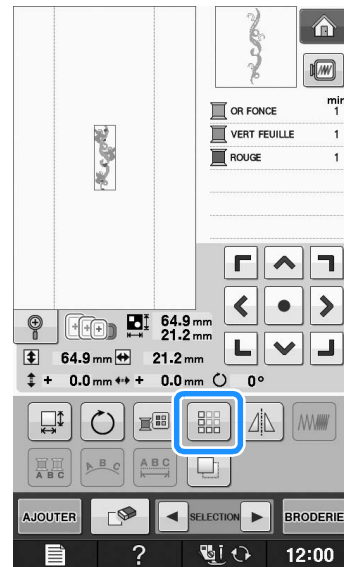 min
OR FONCE 1
VERT FEUILLE 1
ROUGE 1
64.9 mm
21.2 mm
64.9 mm 21.2 mm
+ 0.0 mm + 0.0 mm 0°
A B C
A B C
A B C
AJOUTER SELECTION BRODERIE
? 12:00